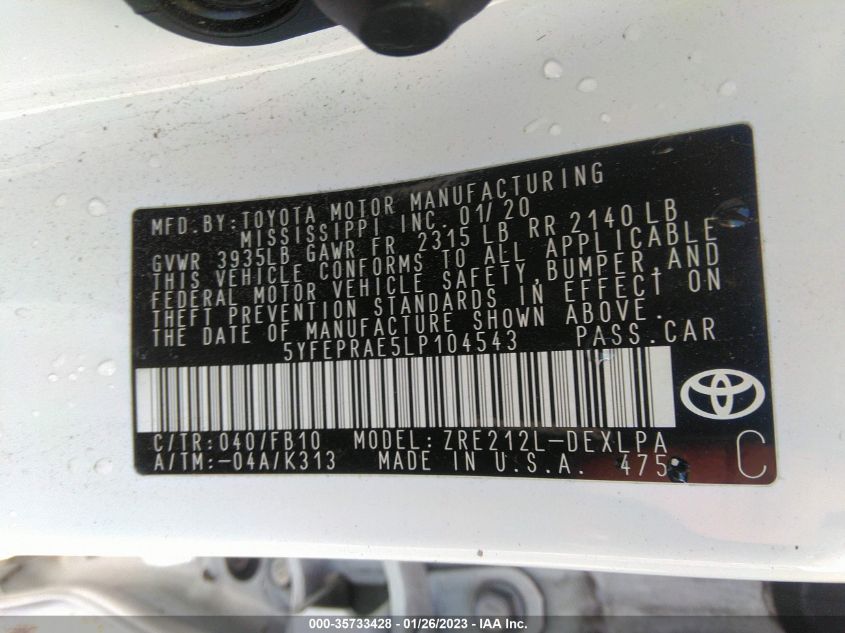 MFD.BY:TOYOTA MOTOR MANUFACTURING
MISSISSIPPI INC. 01/20
GVWR 3935LB GAWR FR 2315 LB RR 2140 LB
THIS VEHICLE CONFORMS TO ALL APPLICABLE
FEDERAL MOTOR VEHICLE SAFETY,BUMPER,AND
THEFT PREVENTION STANDARDS IN EFFECT ON
THE DATE OF MANUFACTURE SHOWN ABOVE.
5YFEPRAE5LP104543 PASS.CAR
C/TR:040/FB10 MODEL: ZRE212L-DEXLPA
A/TM:-04A/K313 MADE IN U.S.A. 475 C
000-35733428 - 01/26/2023 - IAAI.COM